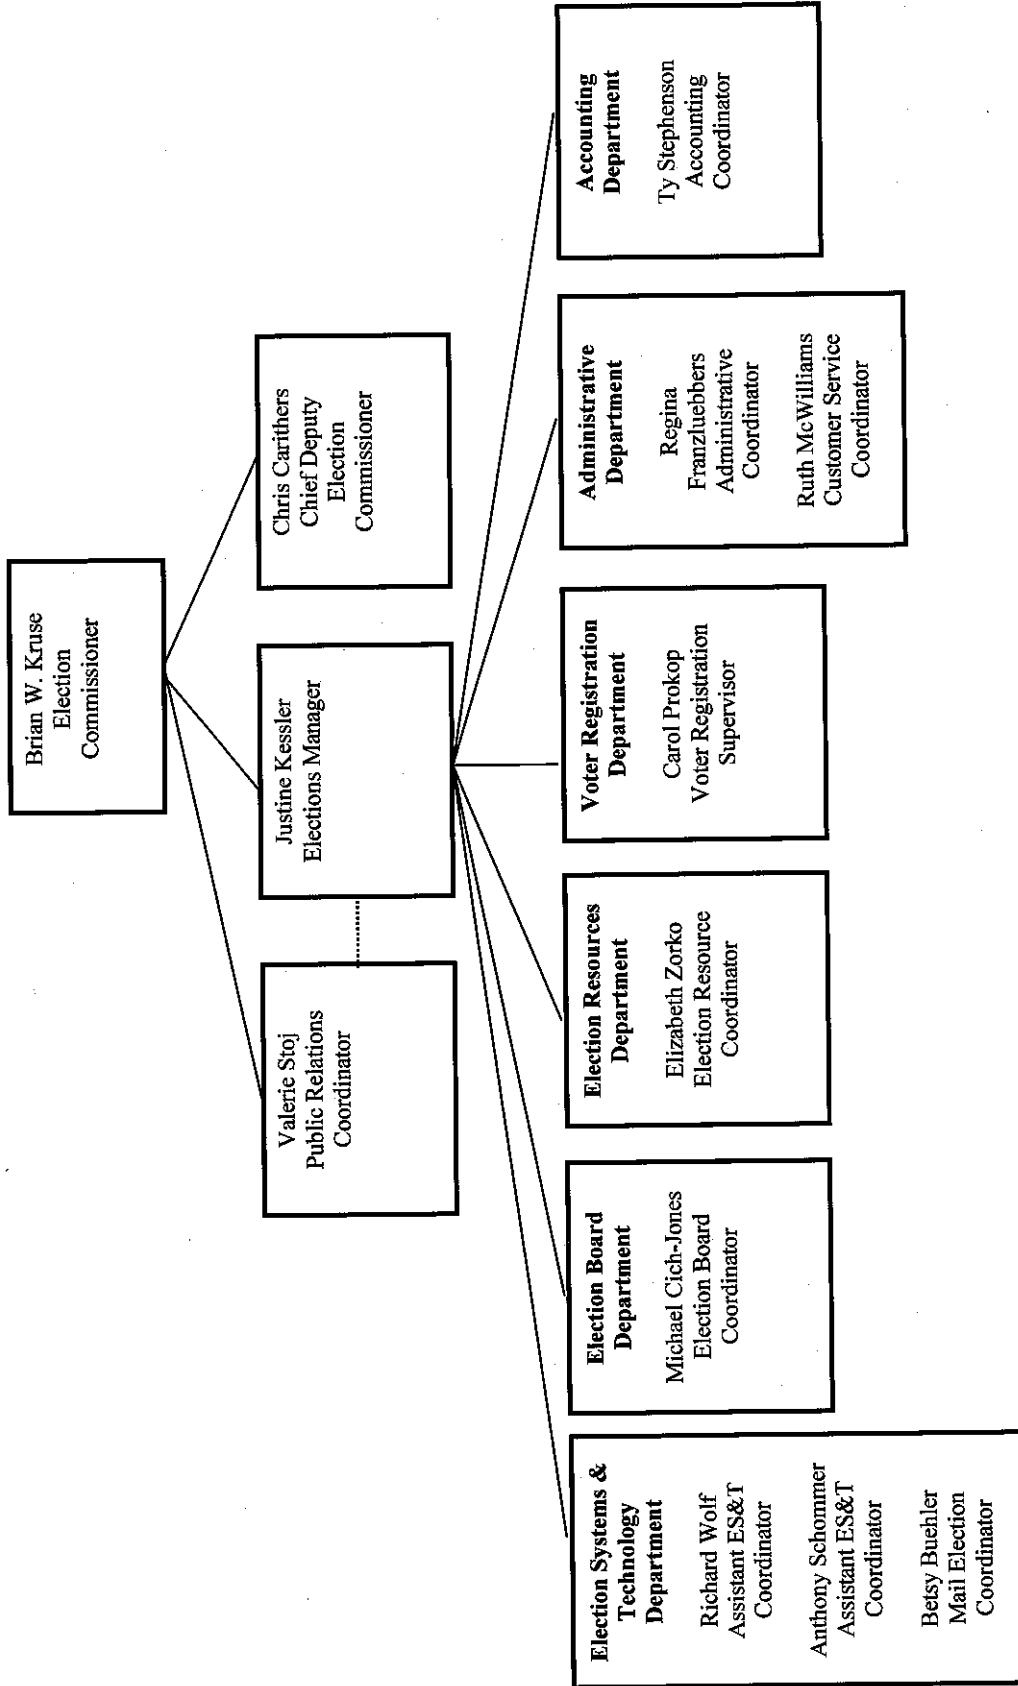 Brian W. Kruse
Election
Commissioner
Valerie Stoj
Public Relations
Coordinator
Justine Kessler
Elections Manager
Chris Carithers
Chief Deputy
Election
Commissioner
Election Systems &
Technology
Department
Richard Wolf
Assistant ES&T
Coordinator
Anthony Schommer
Assistant ES&T
Coordinator
Betsy Buehler
Mail Election
Coordinator
Election Board
Department
Michael Cich-Jones
Election Board
Coordinator
Election Resources
Department
Elizabeth Zorko
Election Resource
Coordinator
Voter Registration
Department
Carol Prokop
Voter Registration
Supervisor
Administrative
Department
Regina
Franzluebbers
Administrative
Coordinator
Ruth McWilliams
Customer Service
Coordinator
Accounting
Department
Ty Stephenson
Accounting
Coordinator